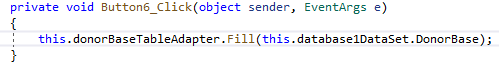 private void Button6_Click(object sender, EventArgs e)
{
this.donorBaseTableAdapter.Fill(this.database1DataSet.DonorBase);
}